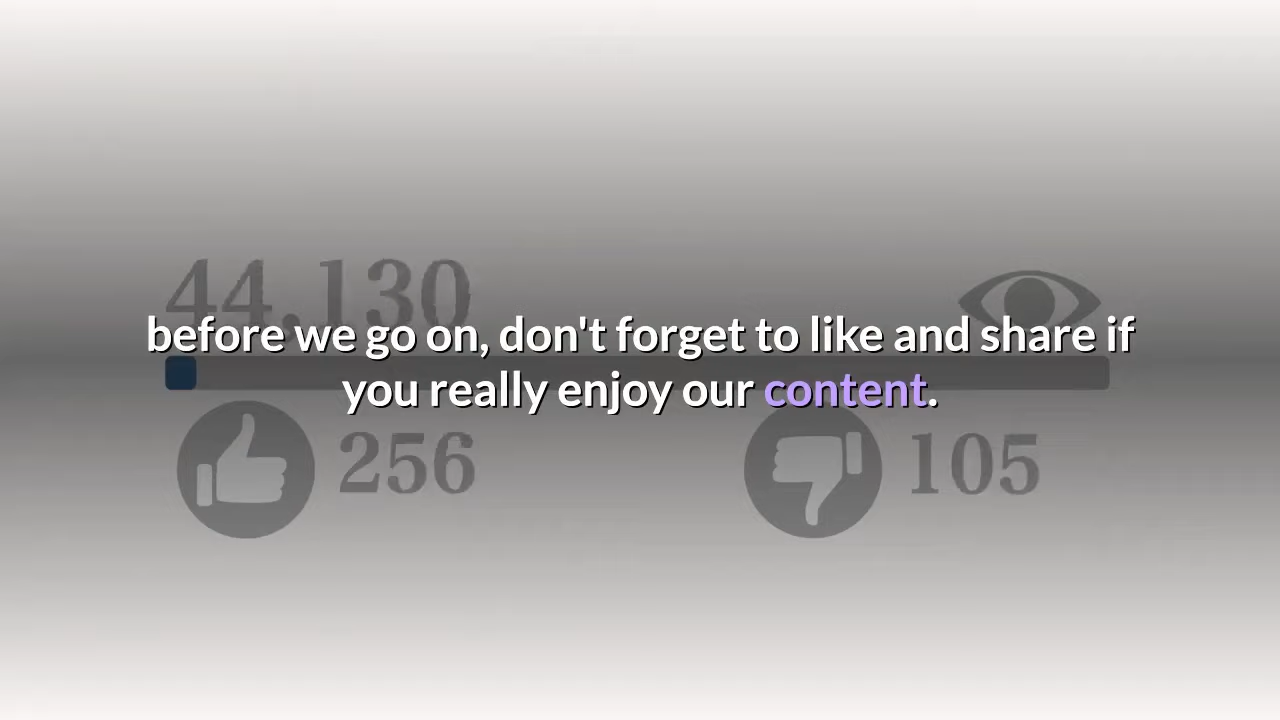 44,130
before we go on, don't forget to like and share if
you really enjoy our content.
256
105